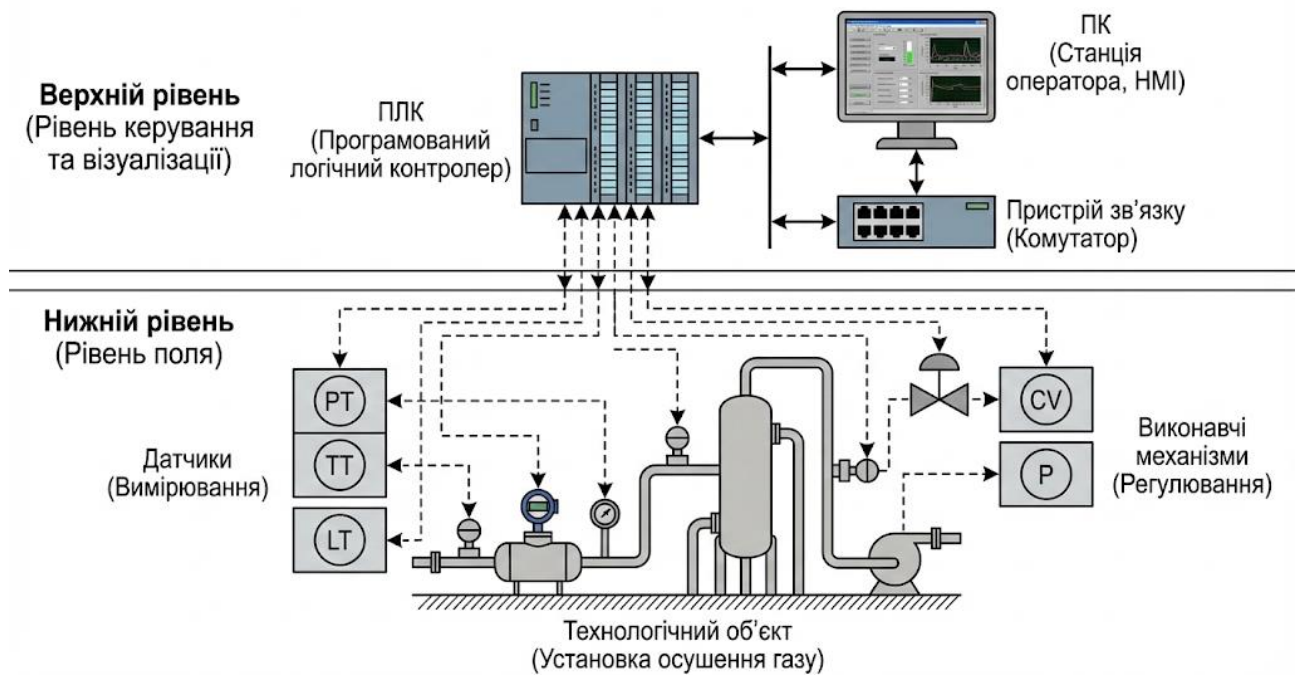 Верхній рівень
(Рівень керування
та візуалізації)
ПЛК
(Програмований
логічний контролер)
ПК
(Станція
оператора, HMI)
Пристрій зв’язку
(Комутатор)
Нижній рівень
(Рівень поля)
Датчики
(Вимірювання)
PT
TT
LT
CV
P
Виконавчі
механізми
(Регулювання)
Технологічний об’єкт
(Установка осушення газу)